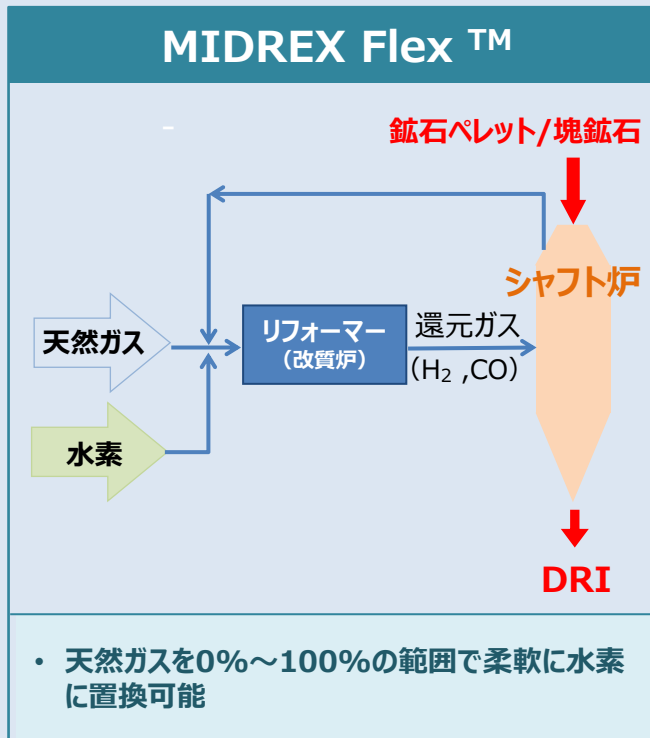 MIDREX Flex ™
鉱石ペレット/塊鉱石
シャフト炉
天然ガス
リフォーマー
（改質炉）
還元ガス
（H₂ ,CO）
水素
DRI
• 天然ガスを0%～100%の範囲で柔軟に水素
に置換可能